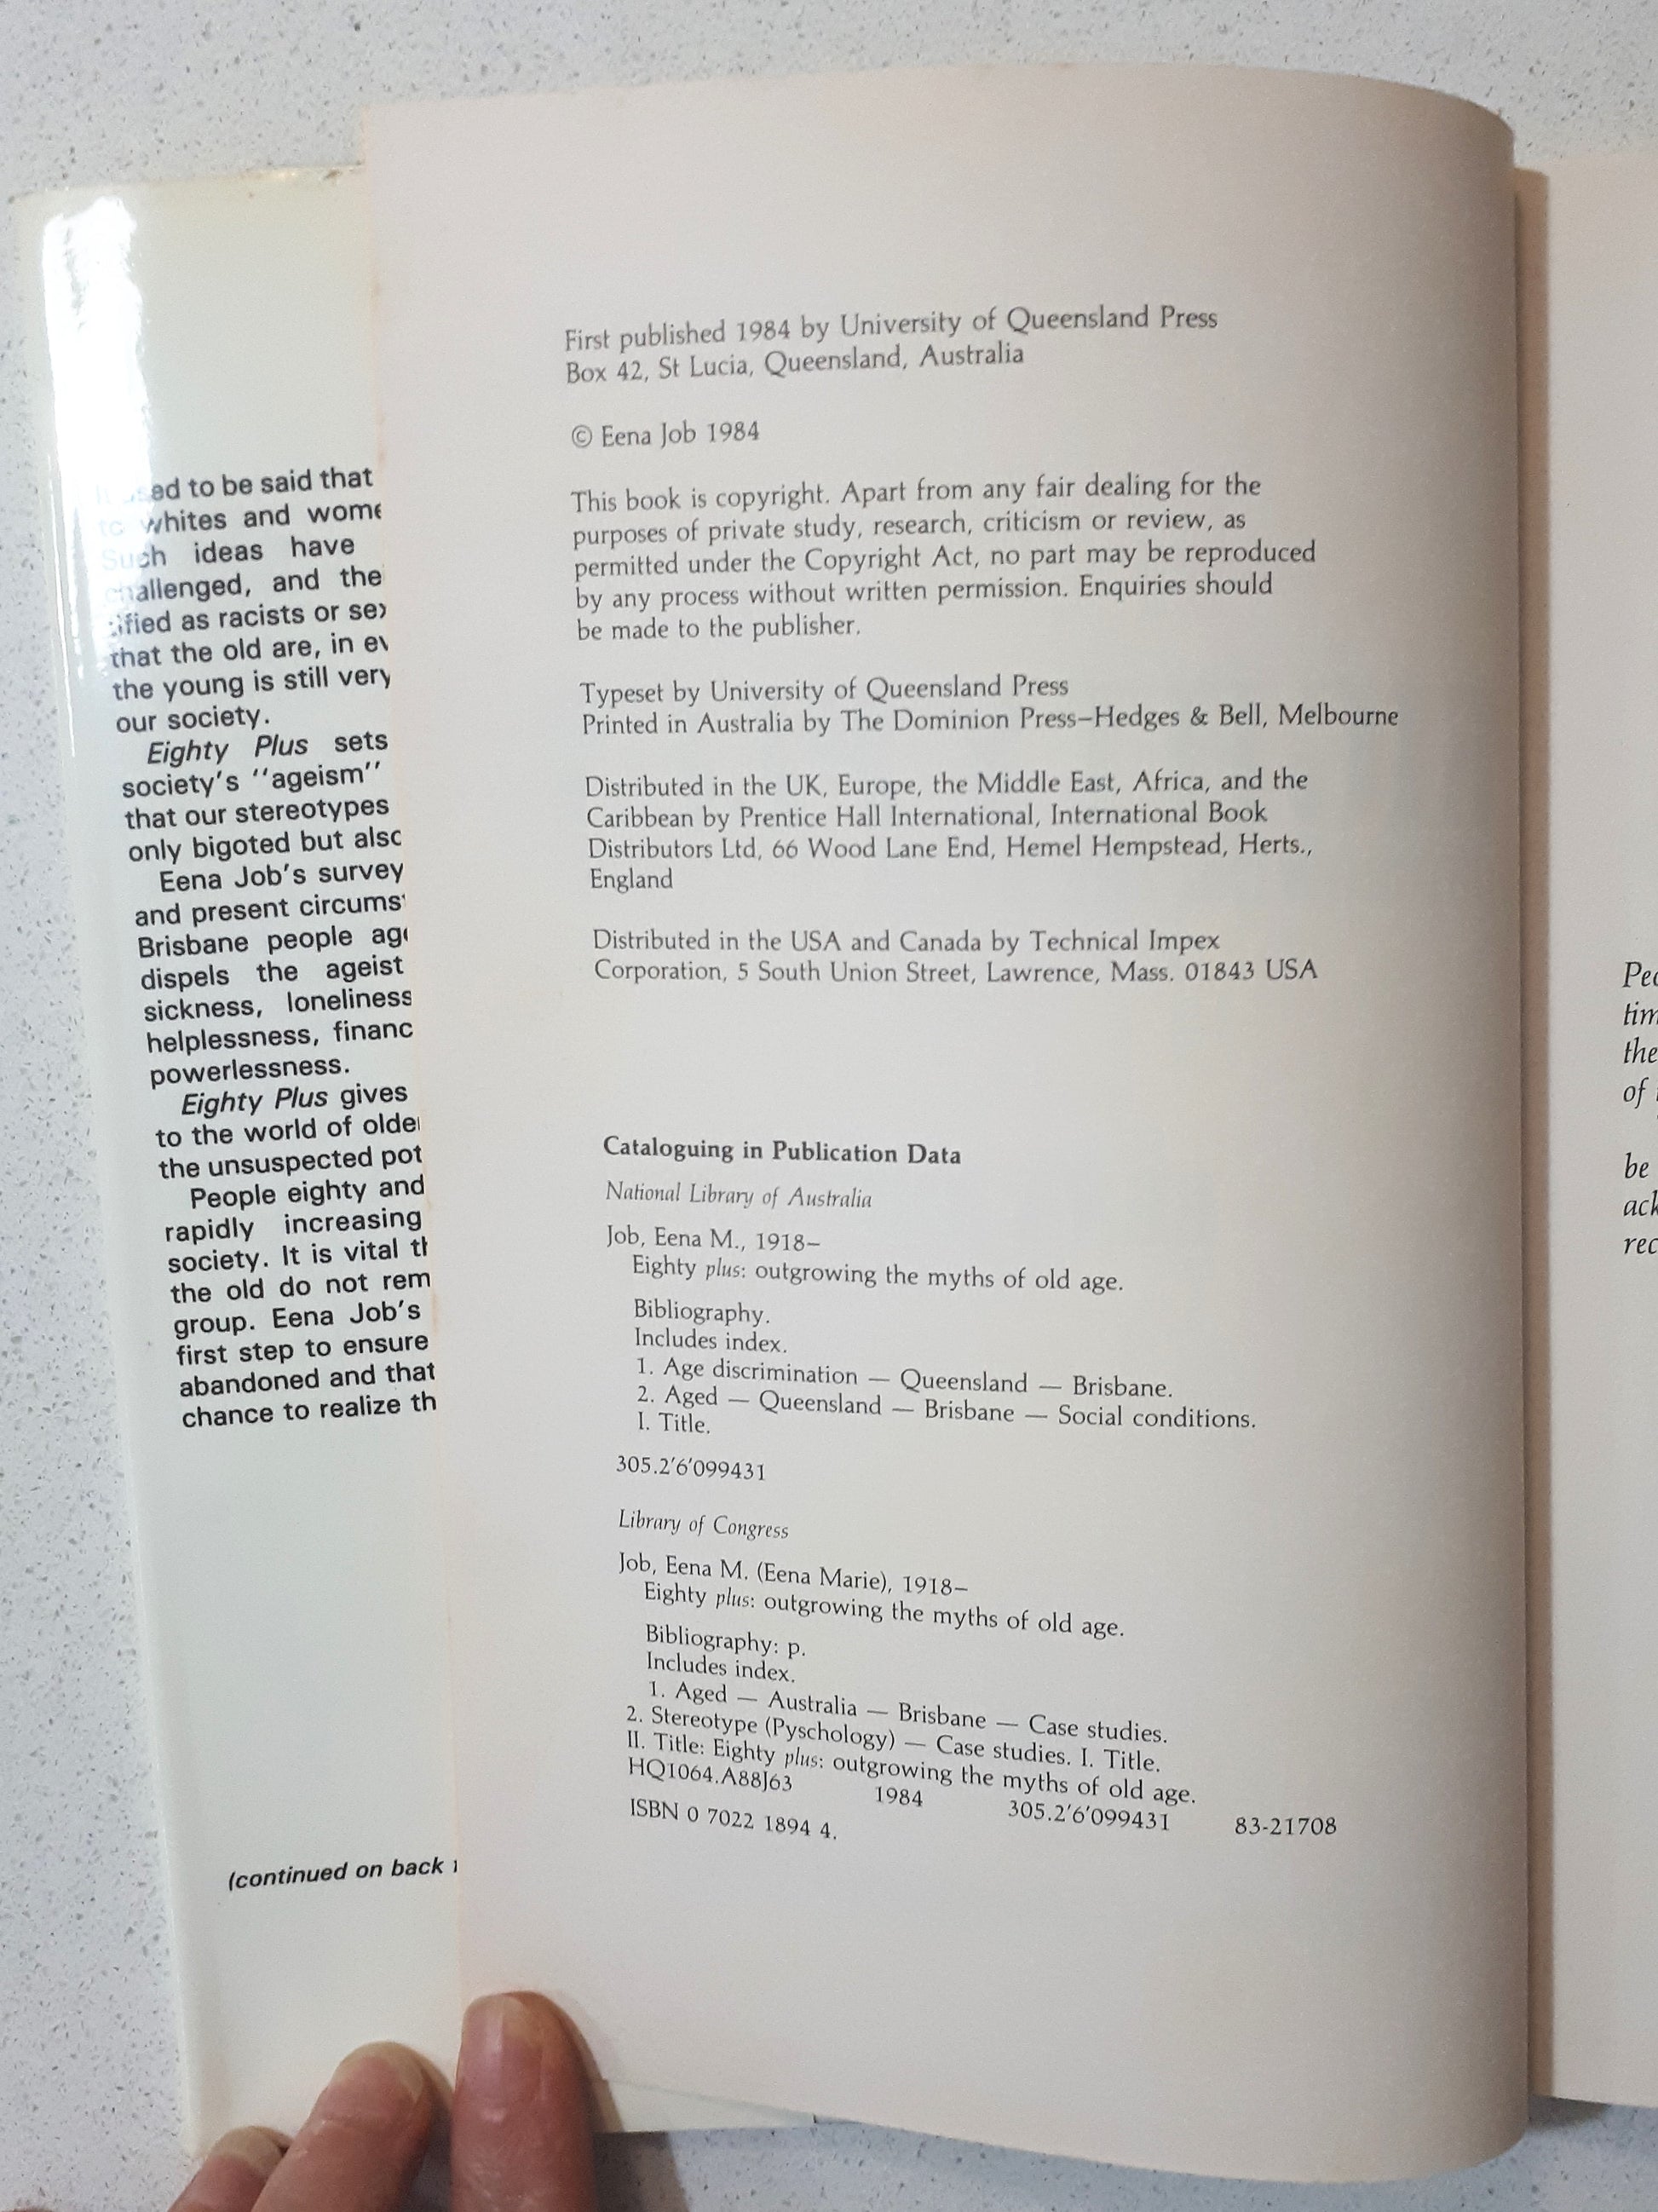 ed to be said that
whites and wome
Such ideas have
challenged, and the
ified as racists or sex
that the old are, in ev
the young is still very
our society.
Eighty Plus sets
society's ''ageism''
that our stereotypes
only bigoted but also
Eena Job's survey
and present circums
Brisbane people age
dispels the ageist
sickness, loneliness
helplessness, financ
powerlessness.
Eighty Plus gives
to the world of older
the unsuspected pot
People eighty and
rapidly increasing
society. It is vital th
the old do not rem
group. Eena Job's
first step to ensure
abandoned and that
chance to realize th
(continued on back
First published 1984 by University of Queensland Press
Box 42, St Lucia, Queensland, Australia
© Eena Job 1984
This book is copyright. Apart from any fair dealing for the
purposes of private study, research, criticism or review, as
permitted under the Copyright Act, no part may be reproduced
by any process without written permission. Enquiries should
be made to the publisher.
Typeset by University of Queensland Press
Printed in Australia by The Dominion Press–Hedges & Bell, Melbourne
Distributed in the UK, Europe, the Middle East, Africa, and the
Caribbean by Prentice Hall International, International Book
Distributors Ltd, 66 Wood Lane End, Hemel Hempstead, Herts.,
England
Distributed in the USA and Canada by Technical Impex
Corporation, 5 South Union Street, Lawrence, Mass. 01843 USA
Cataloguing in Publication Data
National Library of Australia
Job, Eena M., 1918–
Eighty plus: outgrowing the myths of old age.
Bibliography.
Includes index.
1. Age discrimination — Queensland — Brisbane.
2. Aged — Queensland — Brisbane — Social conditions.
I. Title.
305.2'6'099431
Library of Congress
Job, Eena M. (Eena Marie), 1918–
Eighty plus: outgrowing the myths of old age.
Bibliography: p.
Includes index.
1. Aged — Australia — Brisbane — Case studies.
2. Stereotype (Pyschology) — Case studies. I. Title.
II. Title: Eighty plus: outgrowing the myths of old age.
HQ1064.A88J63 1984 305.2'6'099431 83-21708
ISBN 0 7022 1894 4.
Peo
tim
the
of
be
ack
rec